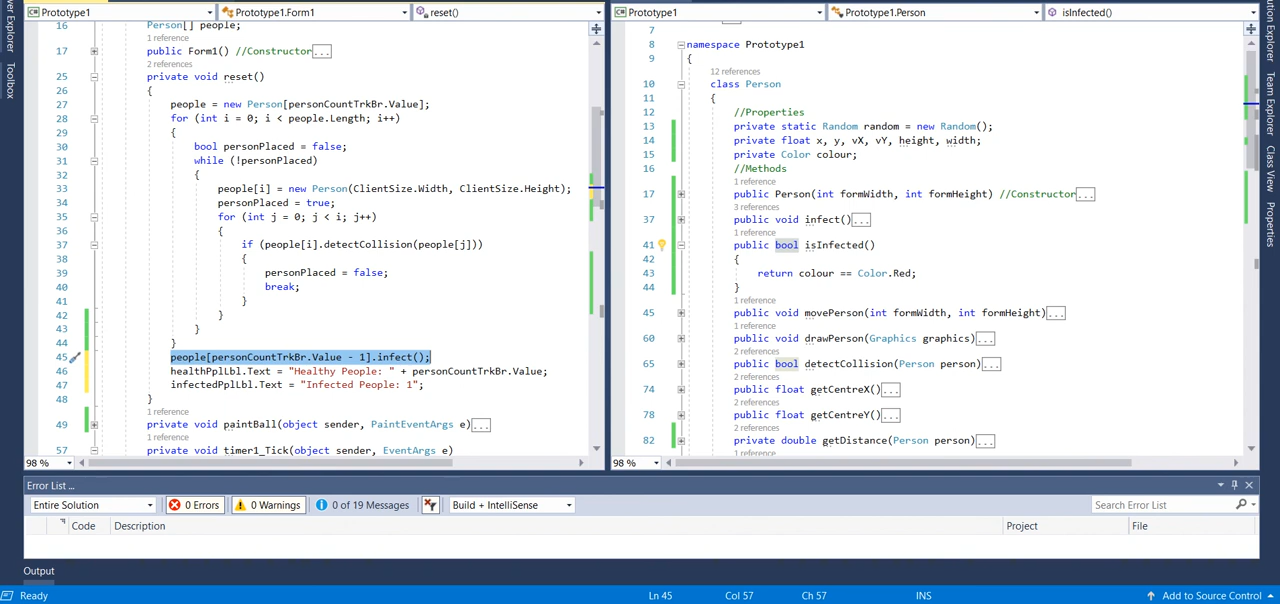 Prototype1
Prototype1.Form1
reset()
16 Person[] people;
1 reference
17 public Form1() //Constructor...
2 references
25 private void reset()
26 {
27 people = new Person[personCountTrkBr.Value];
28 for (int i = 0; i < people.Length; i++)
29 {
30 bool personPlaced = false;
31 while (!personPlaced)
32 {
33 people[i] = new Person(ClientSize.Width, ClientSize.Height);
34 personPlaced = true;
35 for (int j = 0; j < i; j++)
36 {
37 if (people[i].detectCollision(people[j]))
38 {
39 personPlaced = false;
40 break;
41 }
42 }
43 }
44 }
45 people[personCountTrkBr.Value - 1].infect();
46 healthPplLbl.Text = "Healthy People: " + personCountTrkBr.Value;
47 infectedPplLbl.Text = "Infected People: 1";
48 }
1 reference
49 private void paintBall(object sender, PaintEventArgs e)...
1 reference
57 private void timer1_Tick(object sender, EventArgs e)
98 %
Prototype1
Prototype1.Person
isInfected()
7
8 namespace Prototype1
9 {
12 references
10 class Person
11 {
12 //Properties
13 private static Random random = new Random();
14 private float x, y, vX, vY, height, width;
15 private Color colour;
16 //Methods
1 reference
17 public Person(int formWidth, int formHeight) //Constructor...
3 references
37 public void infect()...
1 reference
41 public bool isInfected()
42 {
43 return colour == Color.Red;
44 }
1 reference
45 public void movePerson(int formWidth, int formHeight)...
1 reference
60 public void drawPerson(Graphics graphics)...
1 reference
65 public bool detectCollision(Person person)...
2 references
74 public float getCentreX()...
2 references
78 public float getCentreY()...
2 references
82 private double getDistance(Person person)...
1 reference
98 %
Toolbox
Solution Explorer
Team Explorer
Class View
Properties
Error List ...
Entire Solution
0 Errors
0 Warnings
0 of 19 Messages
Build + IntelliSense
Search Error List
Code
Description
Project
File
Output
Ready
Ln 45
Col 57
Ch 57
INS
Add to Source Control